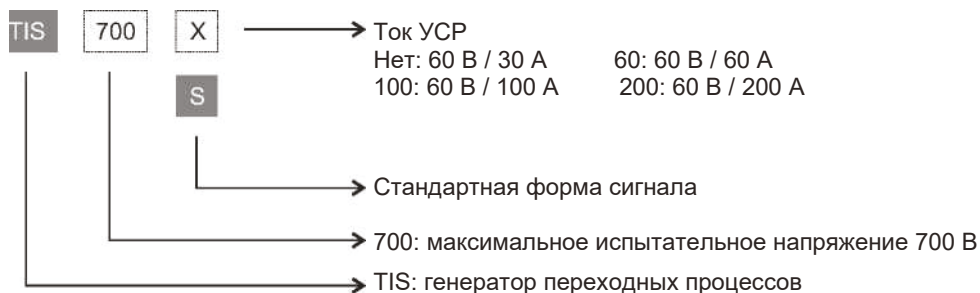 TIS 700 X Ток УСР
Нет: 60 В / 30 А 60: 60 В / 60 А
100: 60 В / 100 А 200: 60 В / 200 А
S
Стандартная форма сигнала
700: максимальное испытательное напряжение 700 В
TIS: генератор переходных процессов